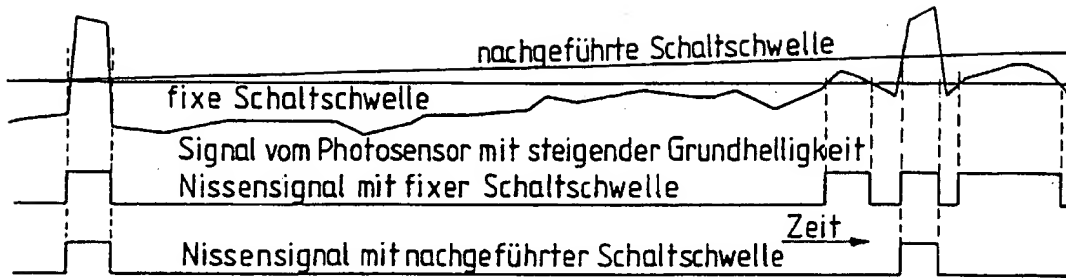 nachgeführte Schaltschwelle
fixe Schaltschwelle
Signal vom Photosensor mit steigender Grundhelligkeit
Nissensignal mit fixer Schaltschwelle
Zeit
Nissensignal mit nachgeführter Schaltschwelle